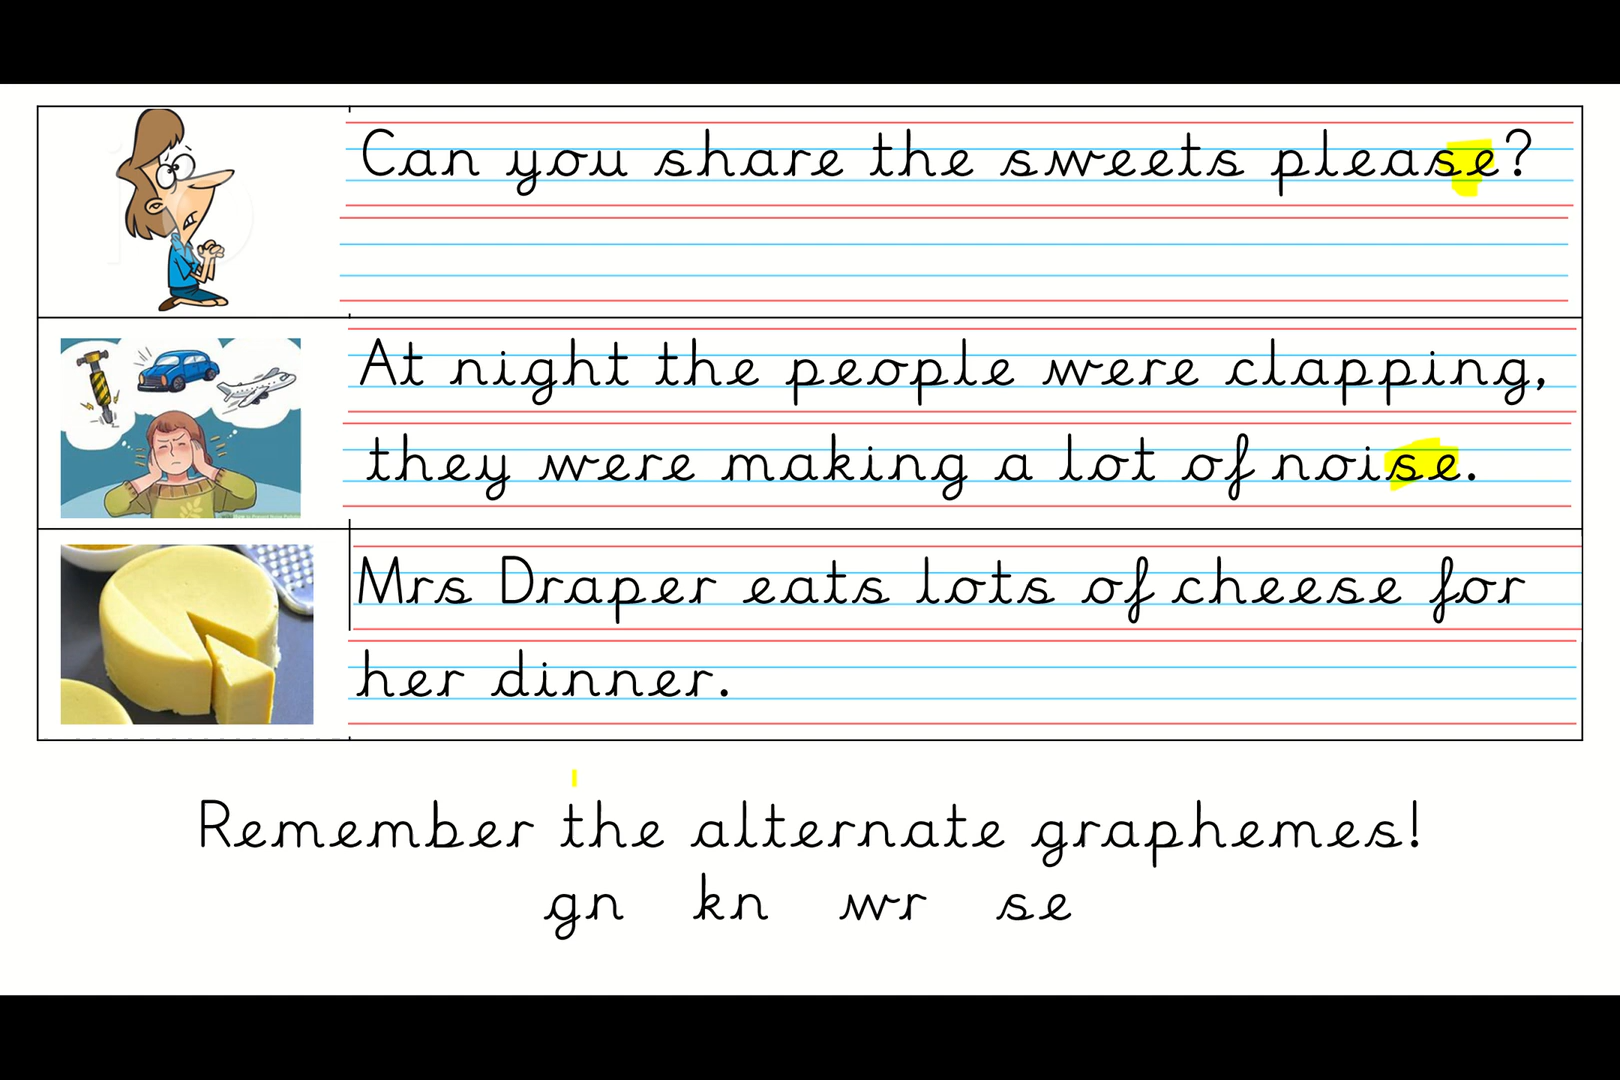 Can you share the sweets please?
At night the people were clapping,
they were making a lot of noise.
Mrs Draper eats lots of cheese for
her dinner.
Remember the alternate graphemes!
gn kn wr se